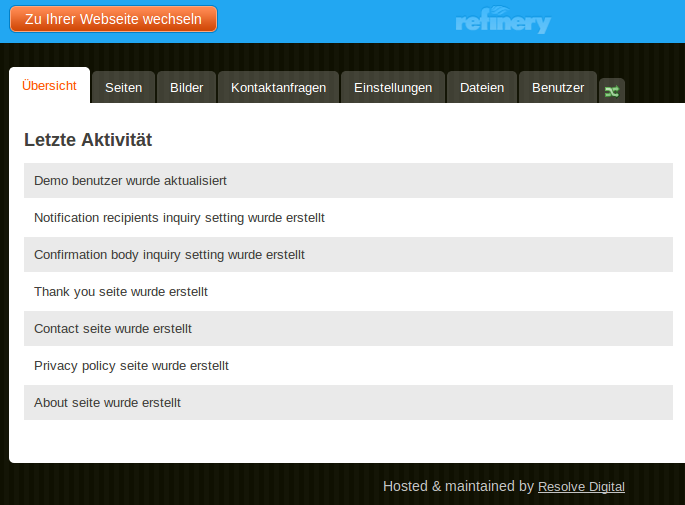 Zu Ihrer Webseite wechseln
refinery
Übersicht
Seiten
Bilder
Kontaktanfragen
Einstellungen
Dateien
Benutzer
Letzte Aktivität
Demo benutzer wurde aktualisiert
Notification recipients inquiry setting wurde erstellt
Confirmation body inquiry setting wurde erstellt
Thank you seite wurde erstellt
Contact seite wurde erstellt
Privacy policy seite wurde erstellt
About seite wurde erstellt
Hosted & maintained by Resolve Digital